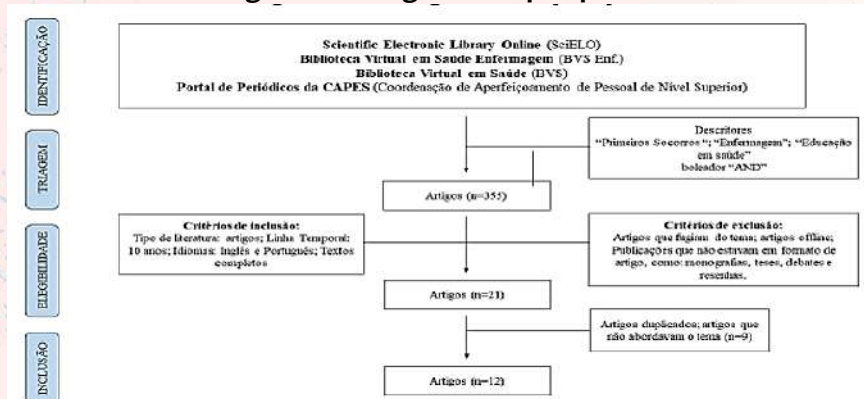 IDENTIFICAÇÃO
Scientific Electronic Library Online (SciELO)
Biblioteca Virtual em Saúde Enfermagem (BVS Enf.)
Biblioteca Virtual em Saúde (BVS)
Portal de Periódicos da CAPES (Coordenação de Aperfeiçoamento de Pessoal de Nível Superior)
TRIAGEM
Descritores
"Primeiros Socorros"; "Enfermagem"; "Educação
em saúde"
boleador "AND"
Artigos (n=355)
ELEGIBILIDADE
Critérios de inclusão:
Tipo de literatura: artigos; Linha Temporal:
10 anos; Idiomas: Inglês e Português; Textos
completos
Critérios de exclusão:
Artigos que fugiam do tema; artigos offline;
Publicações que não estavam em formato de
artigo, como: monografias, teses, debates e
resenhas.
Artigos (n=21)
Artigos duplicados; artigos que
não abordavam o tema (n=9)
INCLUSÃO
Artigos (n=12)